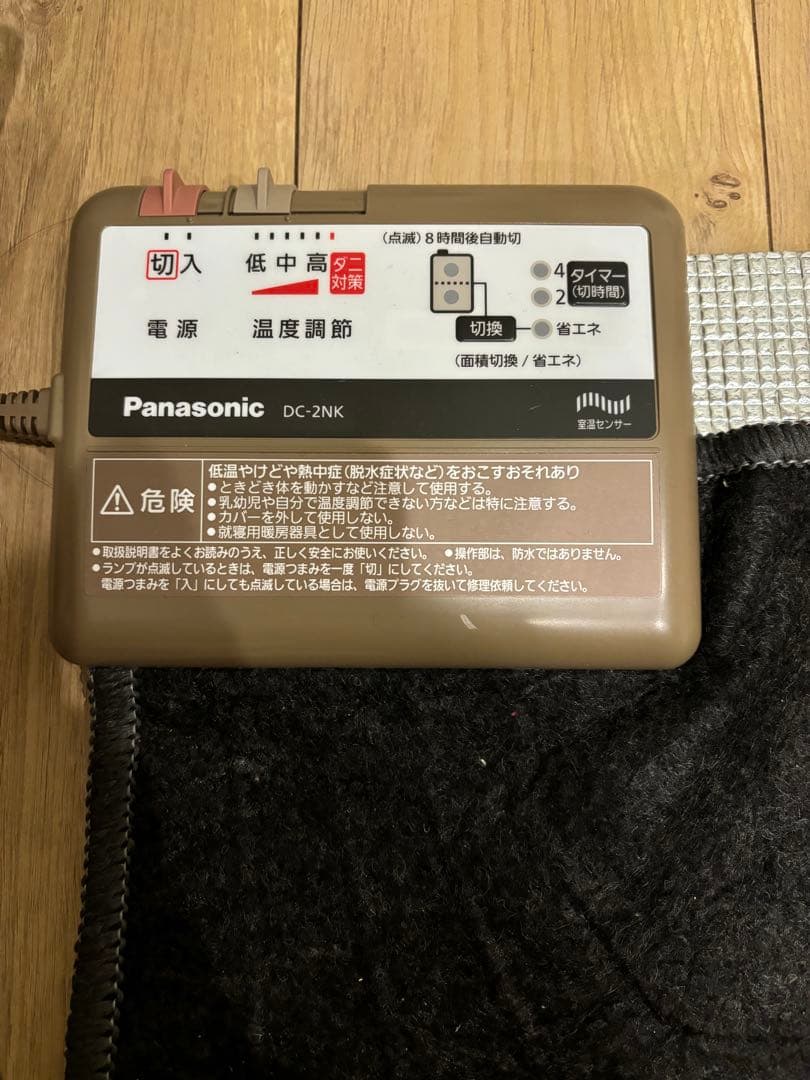 (点滅)8時間後自動切
切入 低中高 ダニ対策
4 タイマー
2 (切時間)
電源 温度調節 切換 省エネ
(面積切換/省エネ)
Panasonic DC-2NK
室温センサー
危険
低温やけどや熱中症(脱水症状など)をおこすおそれあり
●ときどき体を動かすなど注意して使用する。
●乳幼児や自分で温度調節できない方などは特に注意する。
●カバーを外して使用しない。
●就寝用暖房器具として使用しない。
●取扱説明書をよくお読みのうえ、正しく安全にお使いください。 ●操作部は、防水ではありません。
●ランプが点滅しているときは、電源つまみを一度「切」にしてください。
電源つまみを「入」にしても点滅している場合は、電源プラグを抜いて修理依頼してください。